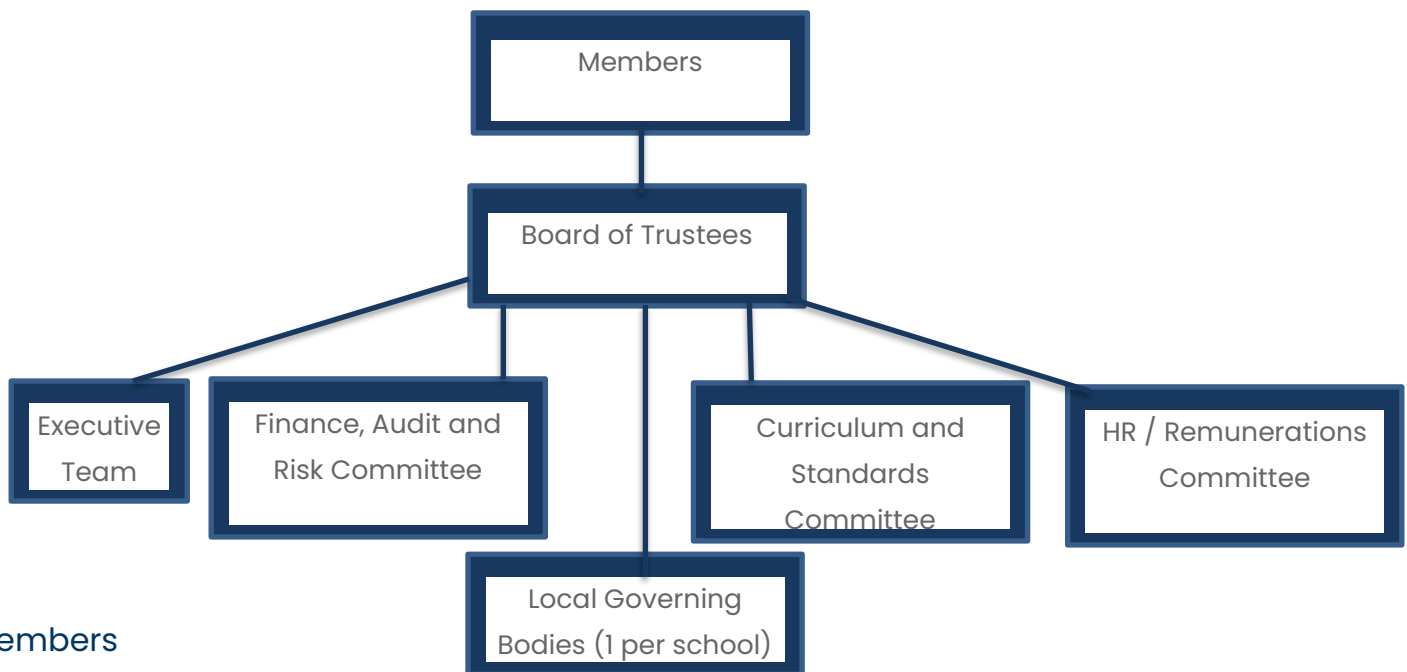 Members
Board of Trustees
Executive
Team
Finance, Audit and
Risk Committee
Curriculum and
Standards
Committee
HR / Remunerations
Committee
Local Governing
Bodies (1 per school)
embers